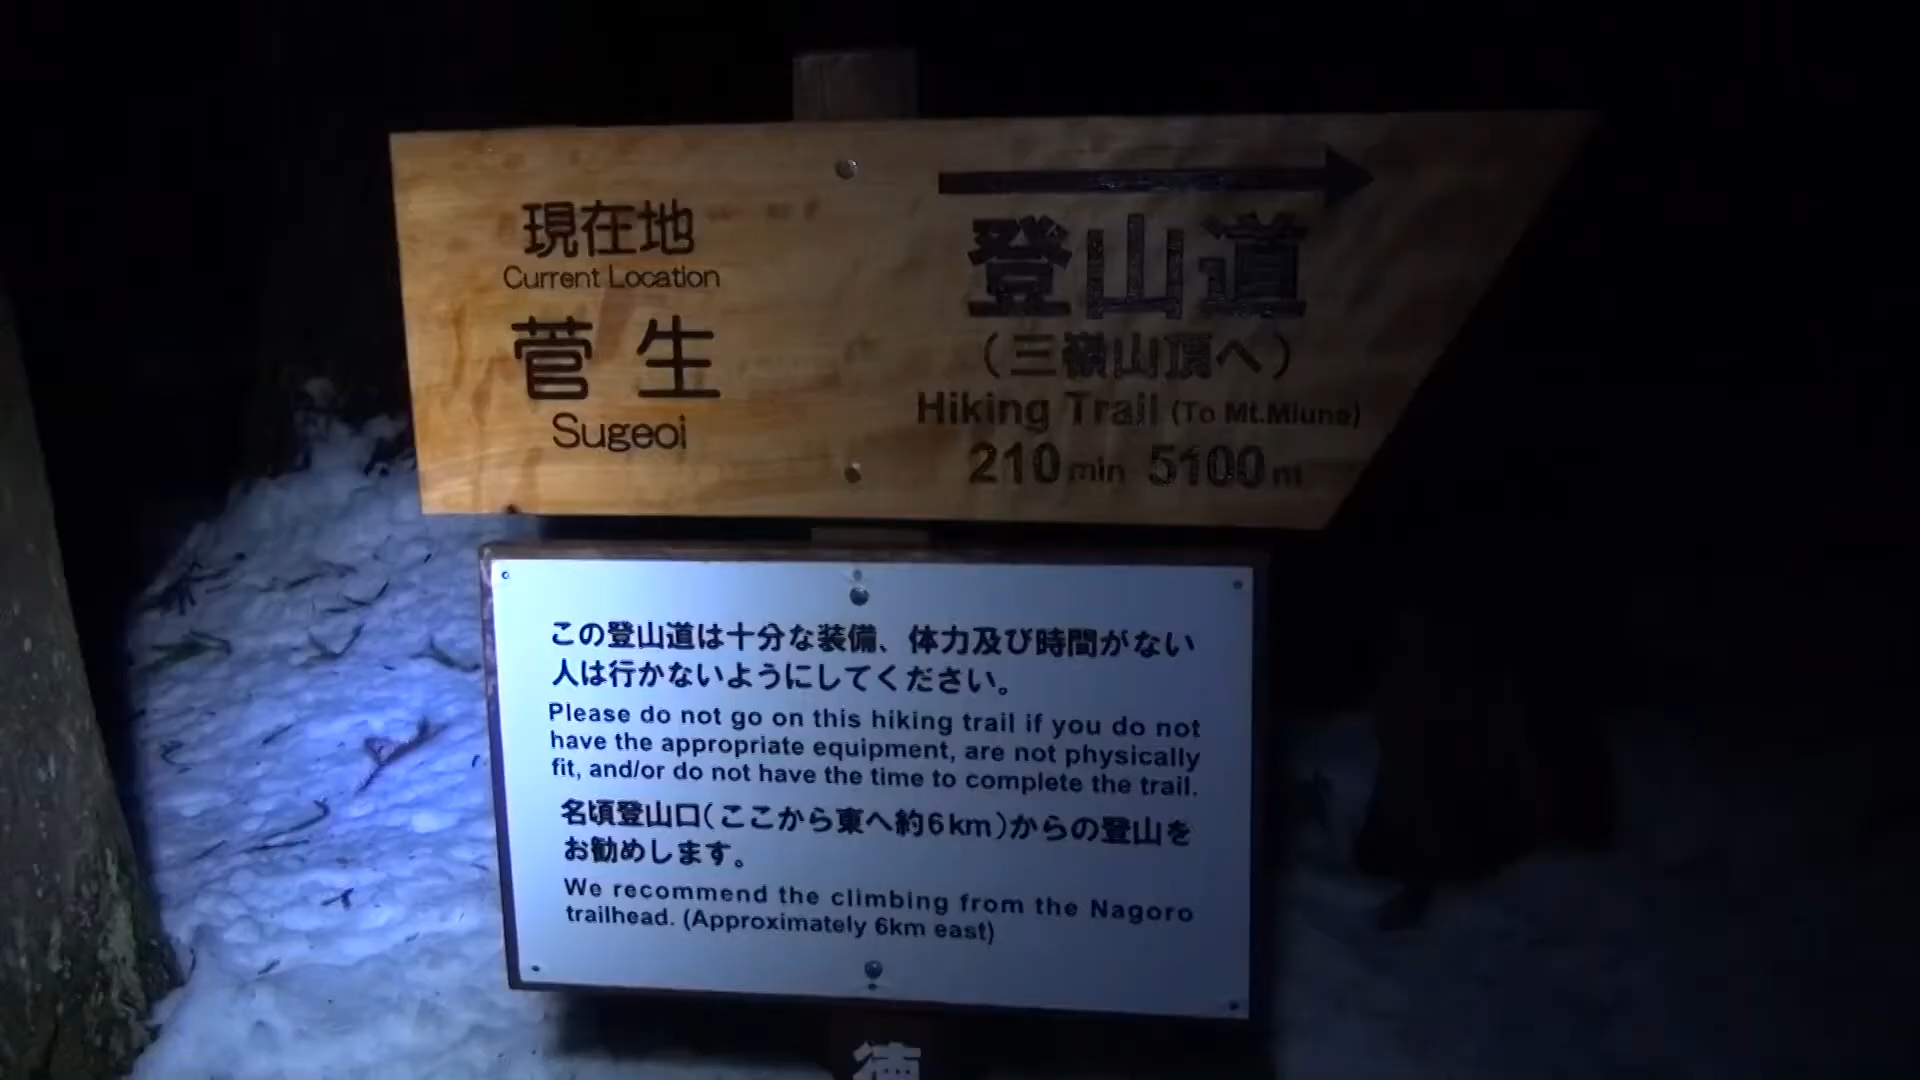 現在地
Current Location
菅生
Sugeoi
登山道
(三嶺山頂へ)
Hiking Trail (To Mt.Miune)
210min 5100m
この登山道は十分な装備、体力及び時間がない
人は行かないようにしてください。
Please do not go on this hiking trail if you do not
have the appropriate equipment, are not physically
fit, and/or do not have the time to complete the trail.
名頃登山口(ここから東へ約6km)からの登山を
お勧めします。
We recommend the climbing from the Nagoro
trailhead. (Approximately 6km east)
徳